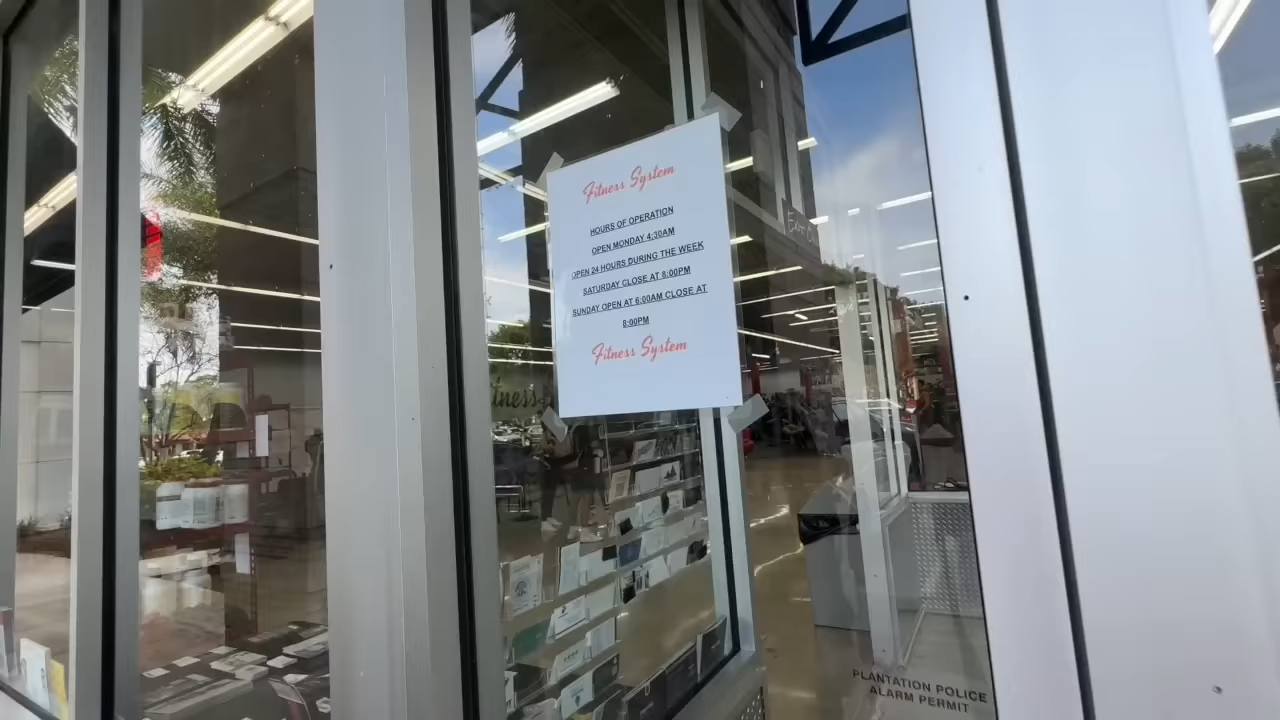 Fitness System
HOURS OF OPERATION
OPEN MONDAY 4:30AM
OPEN 24 HOURS DURING THE WEEK
SATURDAY CLOSE AT 8:00PM
SUNDAY OPEN AT 6:00AM CLOSE AT
8:00PM
Fitness System
PLANTATION POLICE
ALARM PERMIT